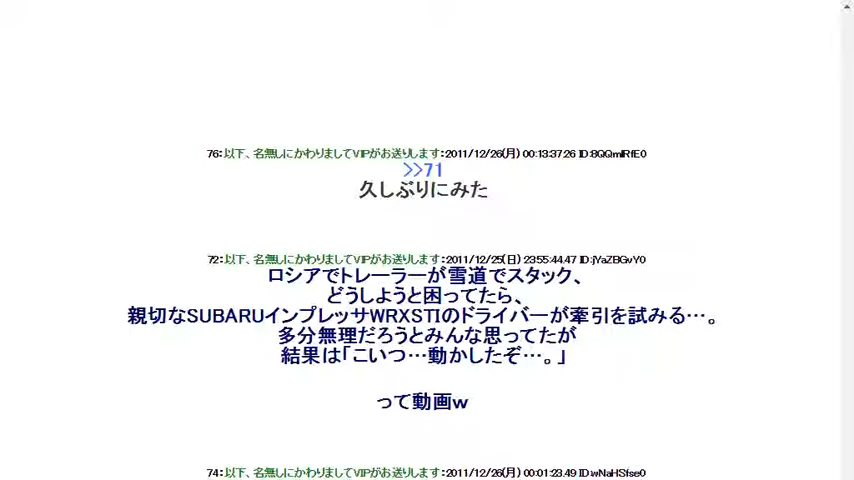 76：以下、名無しにかわりましてVIPがお送りします：2011/12/26(月) 00:13:37.26 ID:8QQmlRfE0
>>71
久しぶりにみた
72：以下、名無しにかわりましてVIPがお送りします：2011/12/25(日) 23:55:44.47 ID:jYaZBGvY0
ロシアでトレーラーが雪道でスタック、
どうしようと困ってたら、
親切なSUBARUインプレッサWRXSTIのドライバーが牽引を試みる…。
多分無理だろうとみんな思ってたが
結果は「こいつ…動かしたぞ…。」
って動画ｗ
74：以下、名無しにかわりましてVIPがお送りします：2011/12/26(月) 00:01:23.49 ID:wNaHSfse0